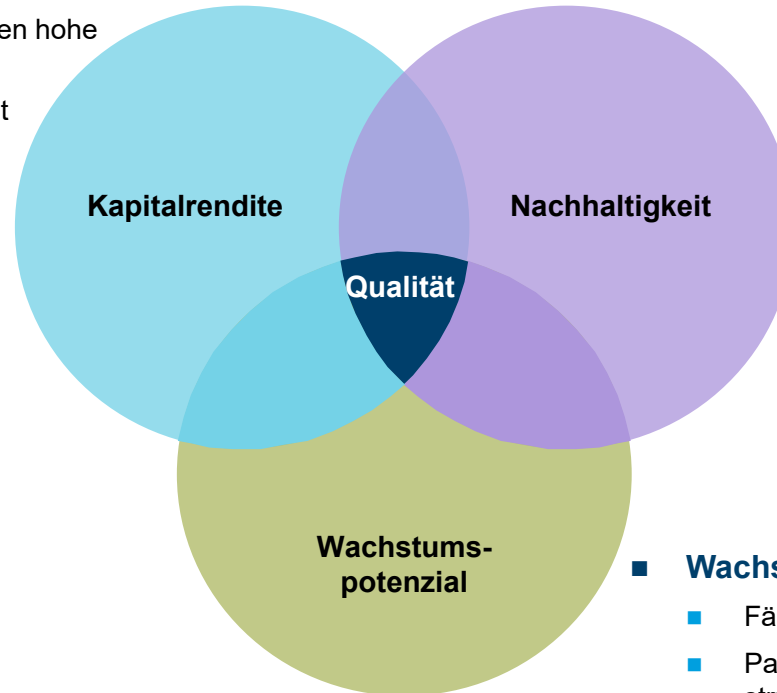 en hohe
t
Kapitalrendite
Nachhaltigkeit
Qualität
Wachstums-
potenzial
■ Wachs
■ Fä
■ Pa